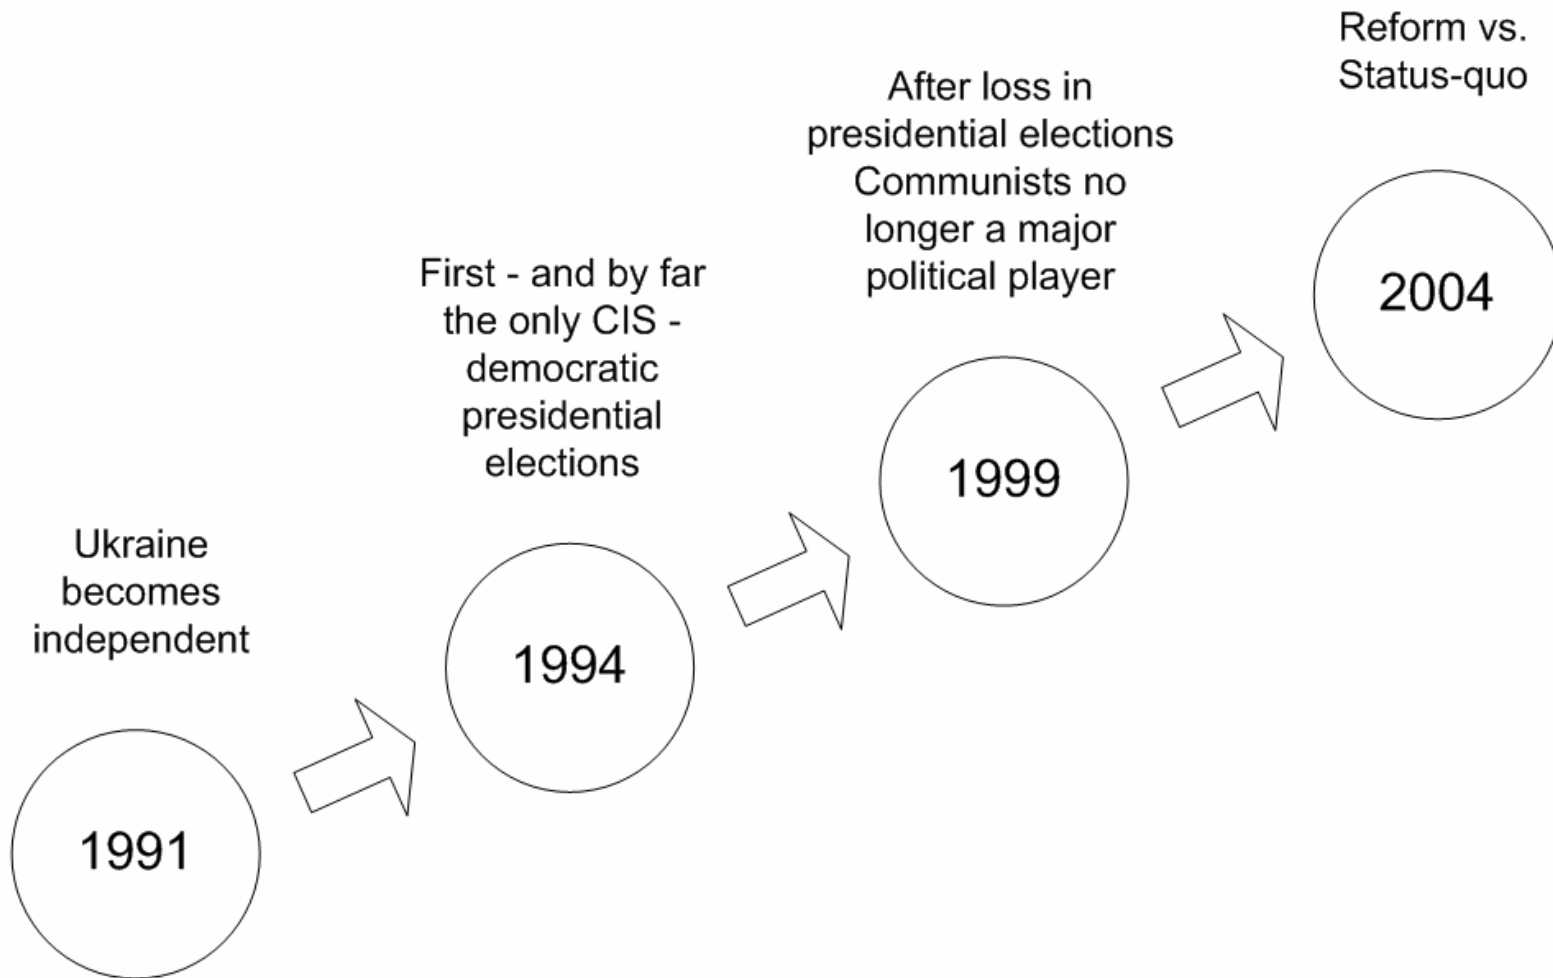 Ukraine
becomes
independent
1991
First - and by far
the only CIS -
democratic
presidential
elections
1994
After loss in
presidential elections
Communists no
longer a major
political player
1999
Reform vs.
Status-quo
2004